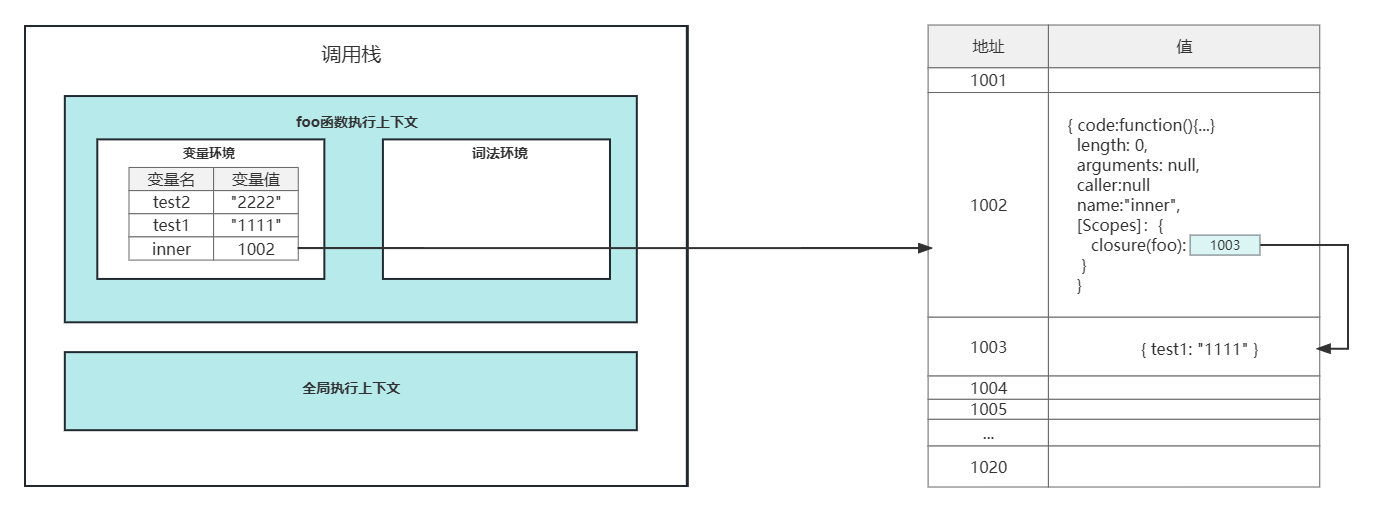 调用栈
foo函数执行上下文
变量环境
变量名 变量值
test2 "2222"
test1 "1111"
inner 1002
词法环境
全局执行上下文
地址 值
1001
1002
{ code:function(){...}
length: 0,
arguments: null,
caller:null
name:"inner",
[Scopes]: {
closure(foo): 1003
}
}
1003 { test1: "1111" }
1004
1005
...
1020